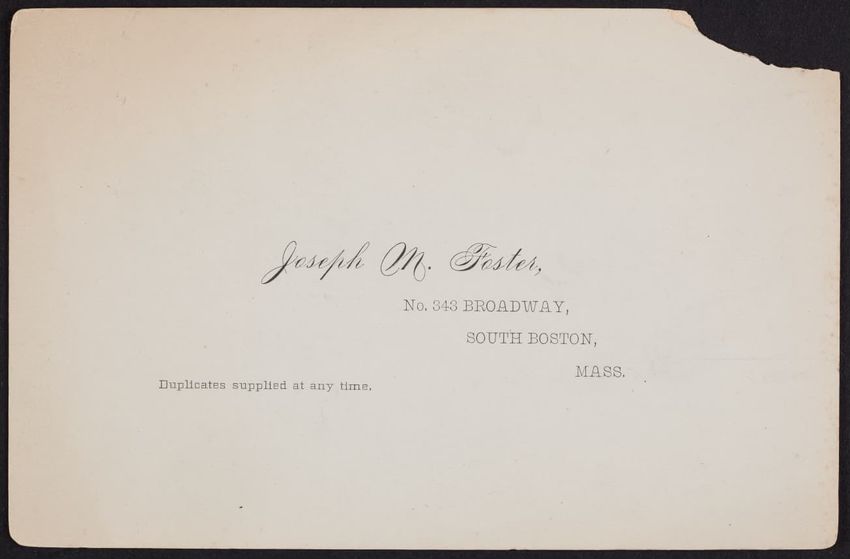 Joseph M. Foster,
No. 343 BROADWAY,
SOUTH BOSTON,
MASS.
Duplicates supplied at any time.